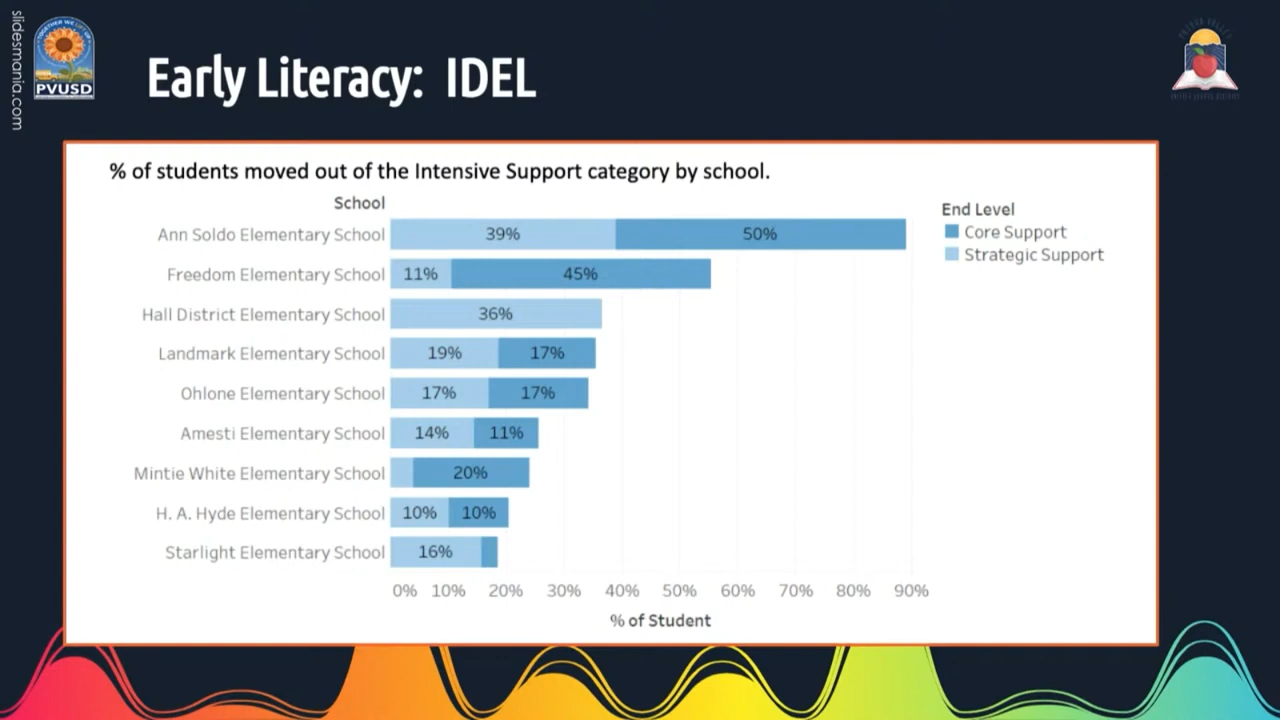 slidesmania.com
TOGETHER WE LIFT UP
PVUSD
Early Literacy: IDEL
% of students moved out of the Intensive Support category by school.
School
End Level
Core Support
Strategic Support
Ann Soldo Elementary School 39% 50%
Freedom Elementary School 11% 45%
Hall District Elementary School 36%
Landmark Elementary School 19% 17%
Ohlone Elementary School 17% 17%
Amesti Elementary School 14% 11%
Mintie White Elementary School 20%
H. A. Hyde Elementary School 10% 10%
Starlight Elementary School 16%
0% 10% 20% 30% 40% 50% 60% 70% 80% 90%
% of Student